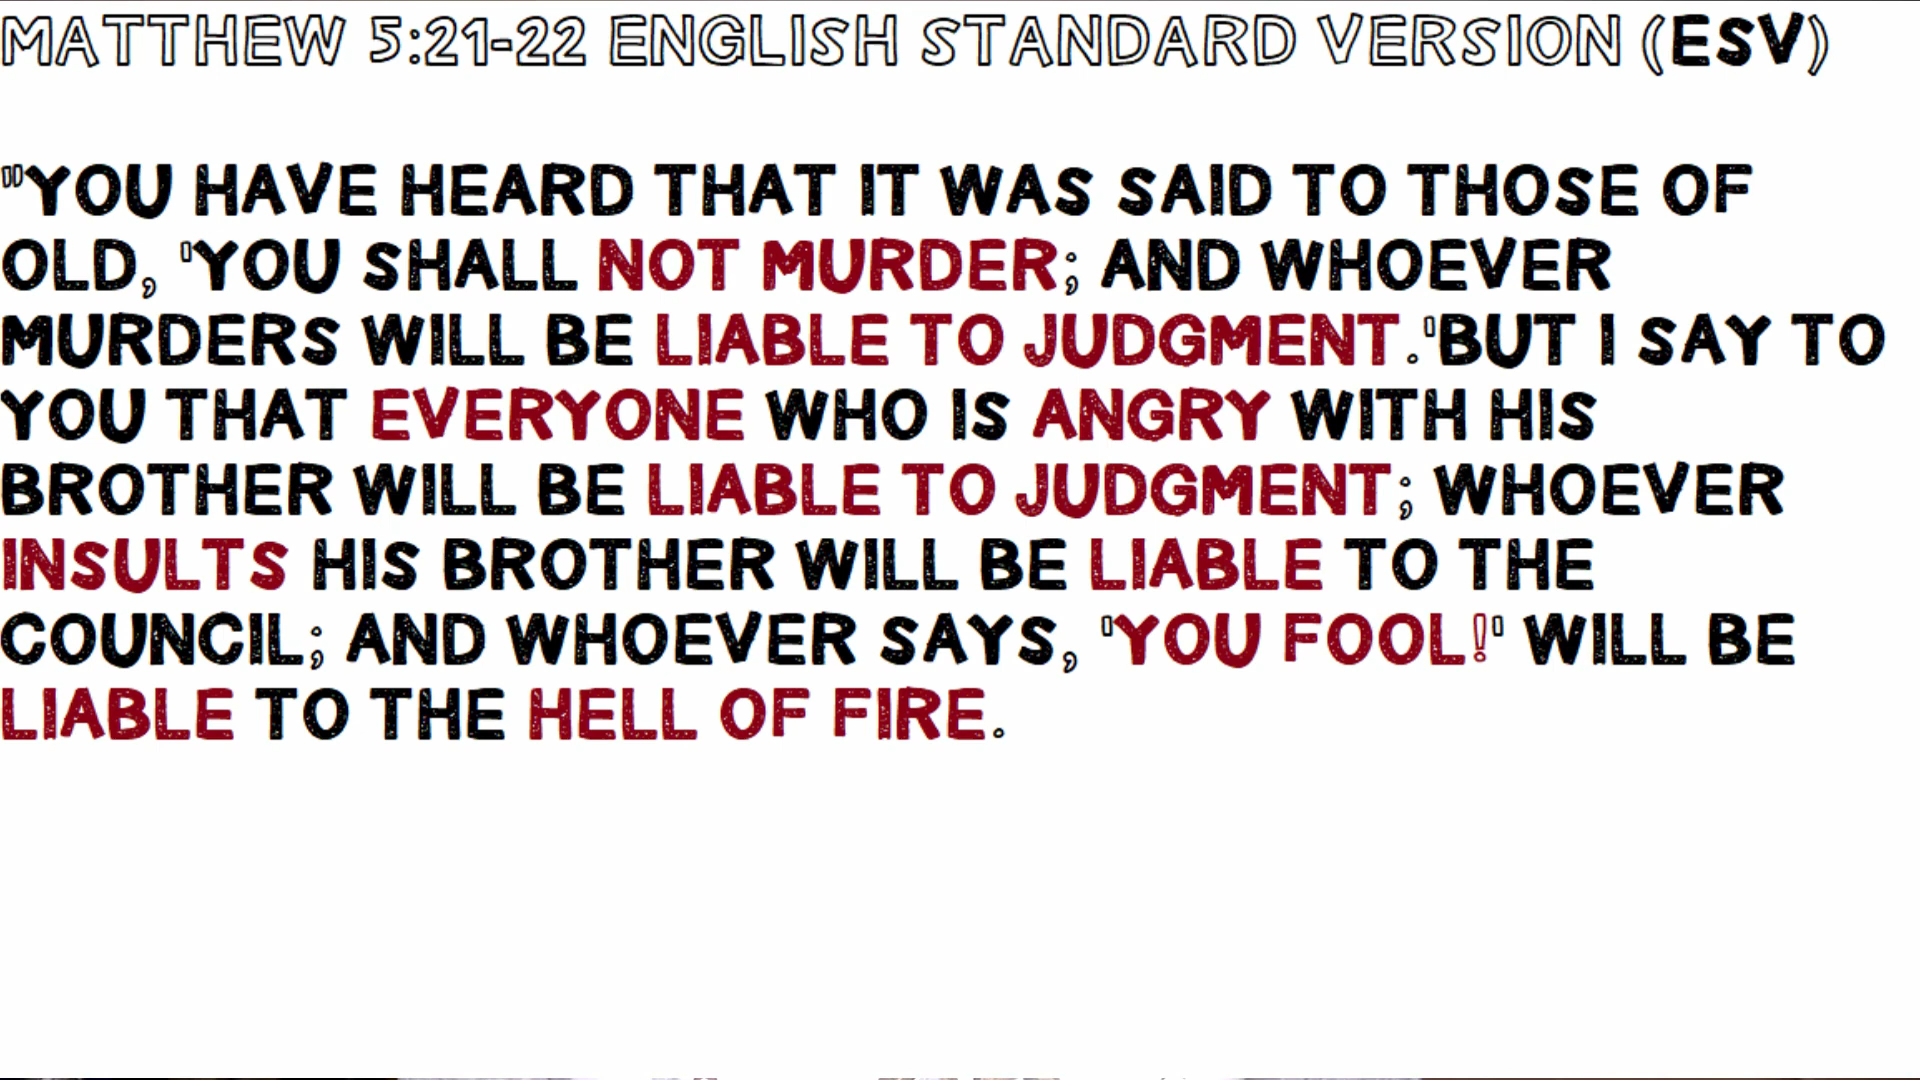 MATTHEW 5:21-22 ENGLISH STANDARD VERSION (ESV)
"YOU HAVE HEARD THAT IT WAS SAID TO THOSE OF
OLD, 'YOU SHALL NOT MURDER; AND WHOEVER
MURDERS WILL BE LIABLE TO JUDGMENT.'BUT I SAY TO
YOU THAT EVERYONE WHO IS ANGRY WITH HIS
BROTHER WILL BE LIABLE TO JUDGMENT; WHOEVER
INSULTS HIS BROTHER WILL BE LIABLE TO THE
COUNCIL; AND WHOEVER SAYS, 'YOU FOOL!' WILL BE
LIABLE TO THE HELL OF FIRE.